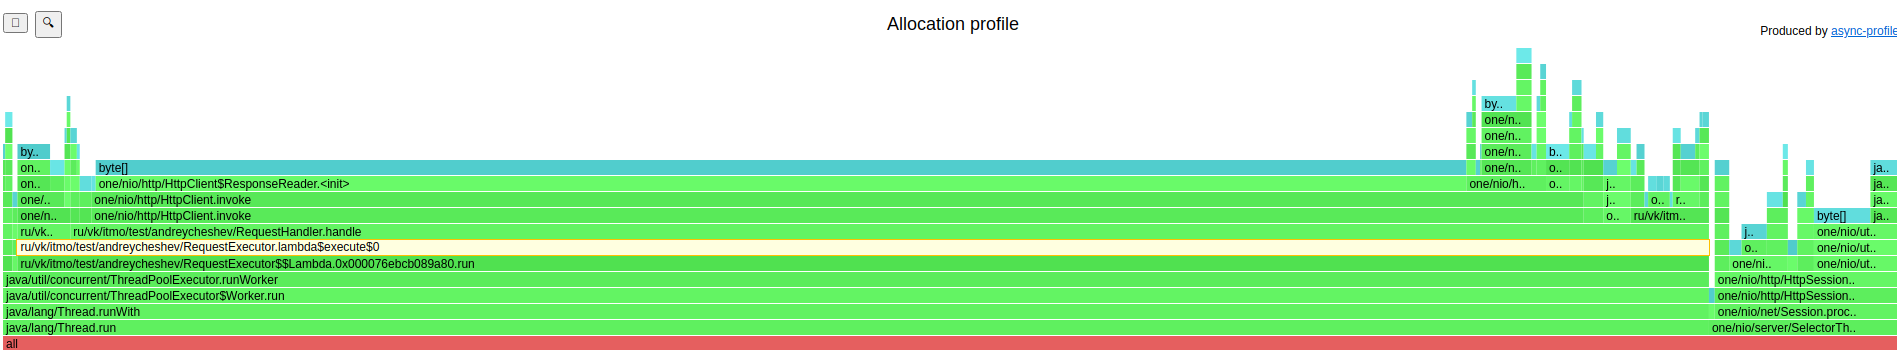 Allocation profile
Produced by async-profile
by..
by..
one/n..
one/n..
one/n..
b..
on..
byte[]
one/n..
o..
ja..
on..
one/nio/http/HttpClient$ResponseReader.<init>
one/nio/h..
o..
j..
ja..
one/..
one/nio/http/HttpClient.invoke
j..
o..
r..
ja..
one/n..
one/nio/http/HttpClient.invoke
o..
ru/vk/itm..
byte[]
ja..
ru/vk..
ru/vk/itmo/test/andreycheshev/RequestHandler.handle
j..
one/nio/ut..
ru/vk/itmo/test/andreycheshev/RequestExecutor.lambda$execute$0
o..
one/nio/ut..
ru/vk/itmo/test/andreycheshev/RequestExecutor$$Lambda.0x000076ebcb089a80.run
one/ni..
one/nio/ut..
java/util/concurrent/ThreadPoolExecutor.runWorker
one/nio/http/HttpSession..
java/util/concurrent/ThreadPoolExecutor$Worker.run
one/nio/http/HttpSession..
java/lang/Thread.runWith
one/nio/net/Session.proc..
java/lang/Thread.run
one/nio/server/SelectorTh..
all